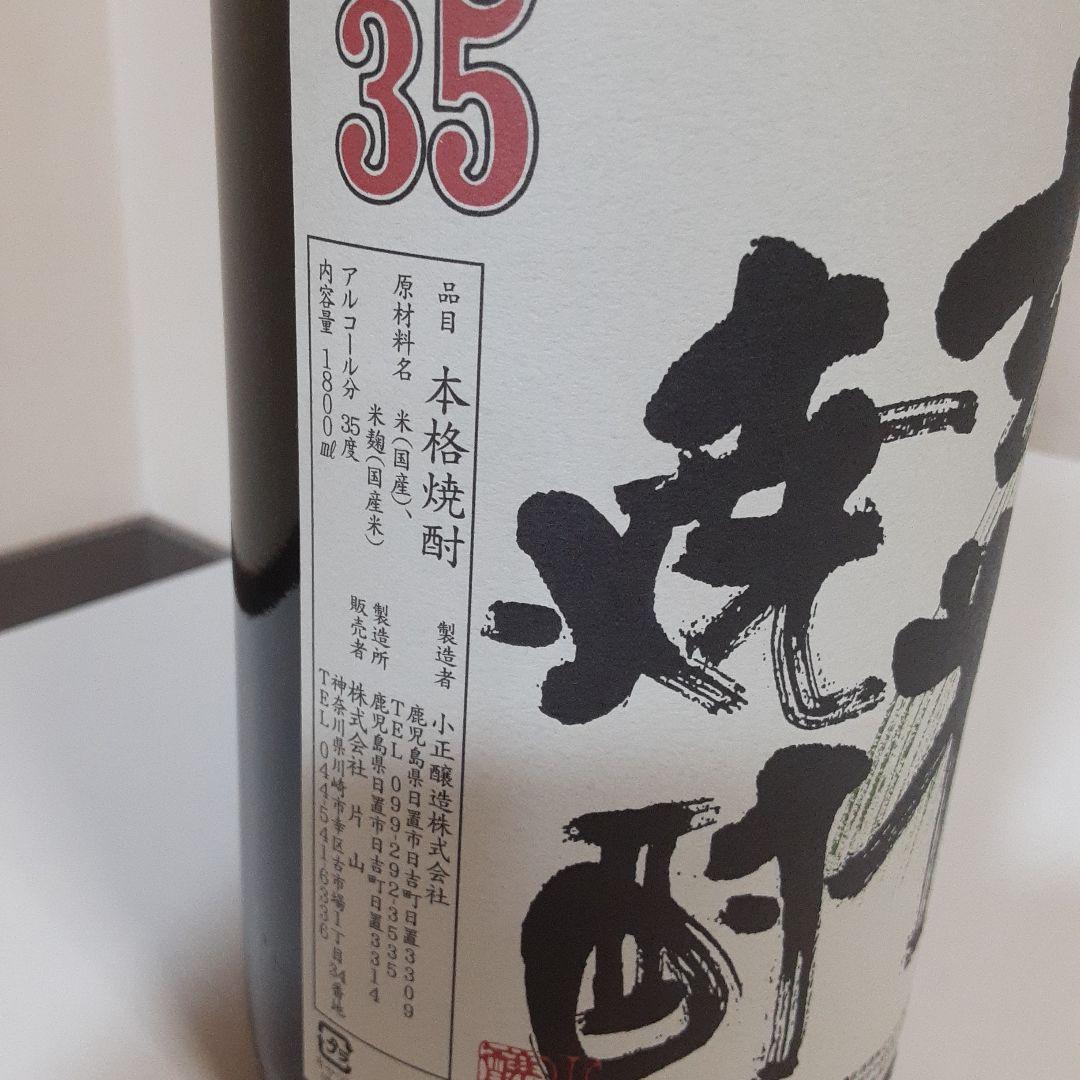 35
焼酎
品目 本格焼酎
原材料名 米(国産)、
米麹(国産米)
アルコール分 35度
内容量 1800㎖
製造者 小正醸造株式会社
鹿児島県日置市日吉町日置3309
TEL 099-292-3535
製造所 鹿児島県日置市日吉町日置3314
販売者 株式会社 片山
神奈川県川崎市幸区古市場1丁目34番地
TEL 044-541-6336